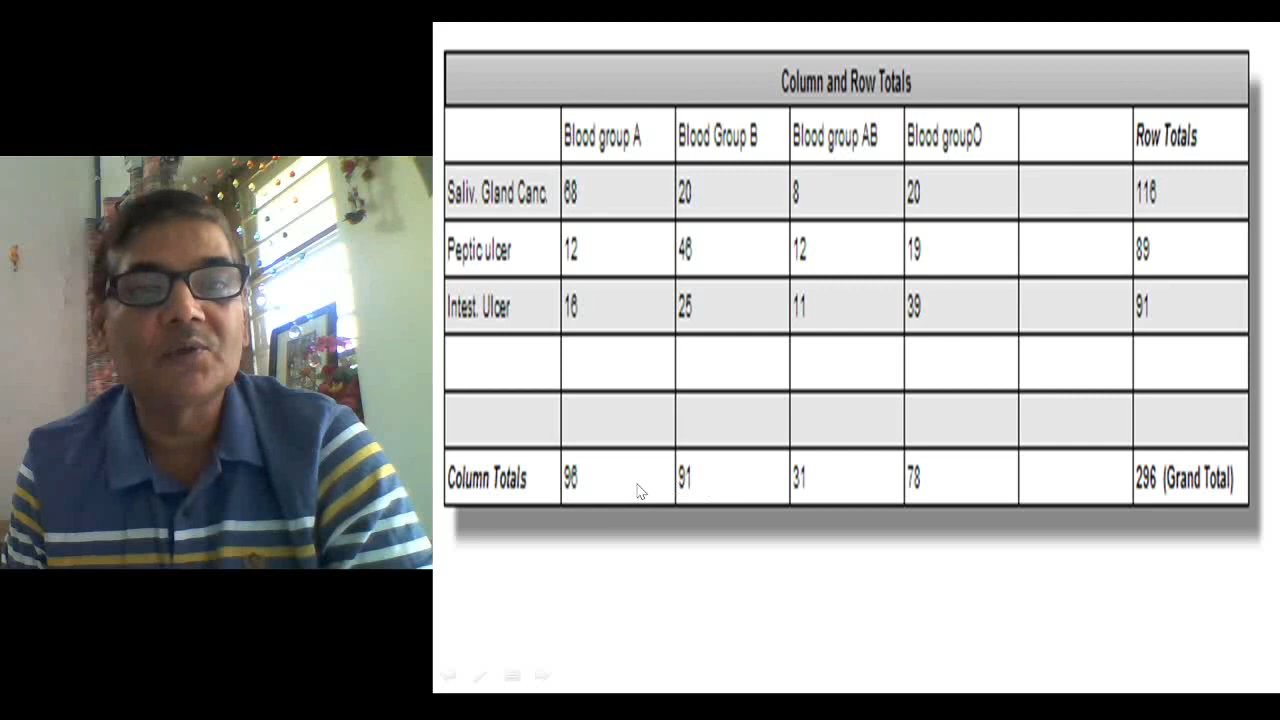 Column and Row Totals
Blood group A Blood Group B Blood group AB Blood groupO Row Totals
Saliv. Gland Canc. 68 20 8 20 116
Peptic ulcer 12 46 12 19 89
Intest. Ulcer 16 25 11 39 91
Column Totals 96 91 31 78 296 (Grand Total)